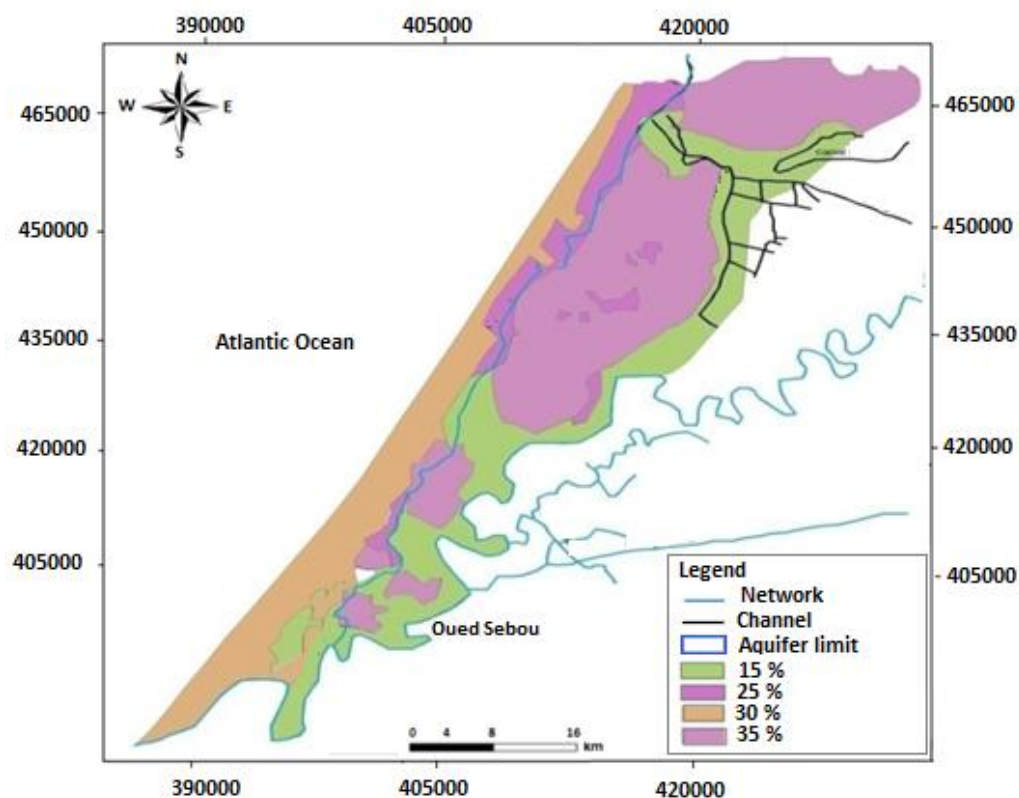 390000 405000 420000
N
W E
S
465000 465000
450000 450000
435000 435000
Atlantic Ocean
420000 420000
405000 405000
Oued Sebou
Legend
Network
Channel
Aquifer limit
15 %
25 %
30 %
35 %
0 4 8 16
km
390000 405000 420000